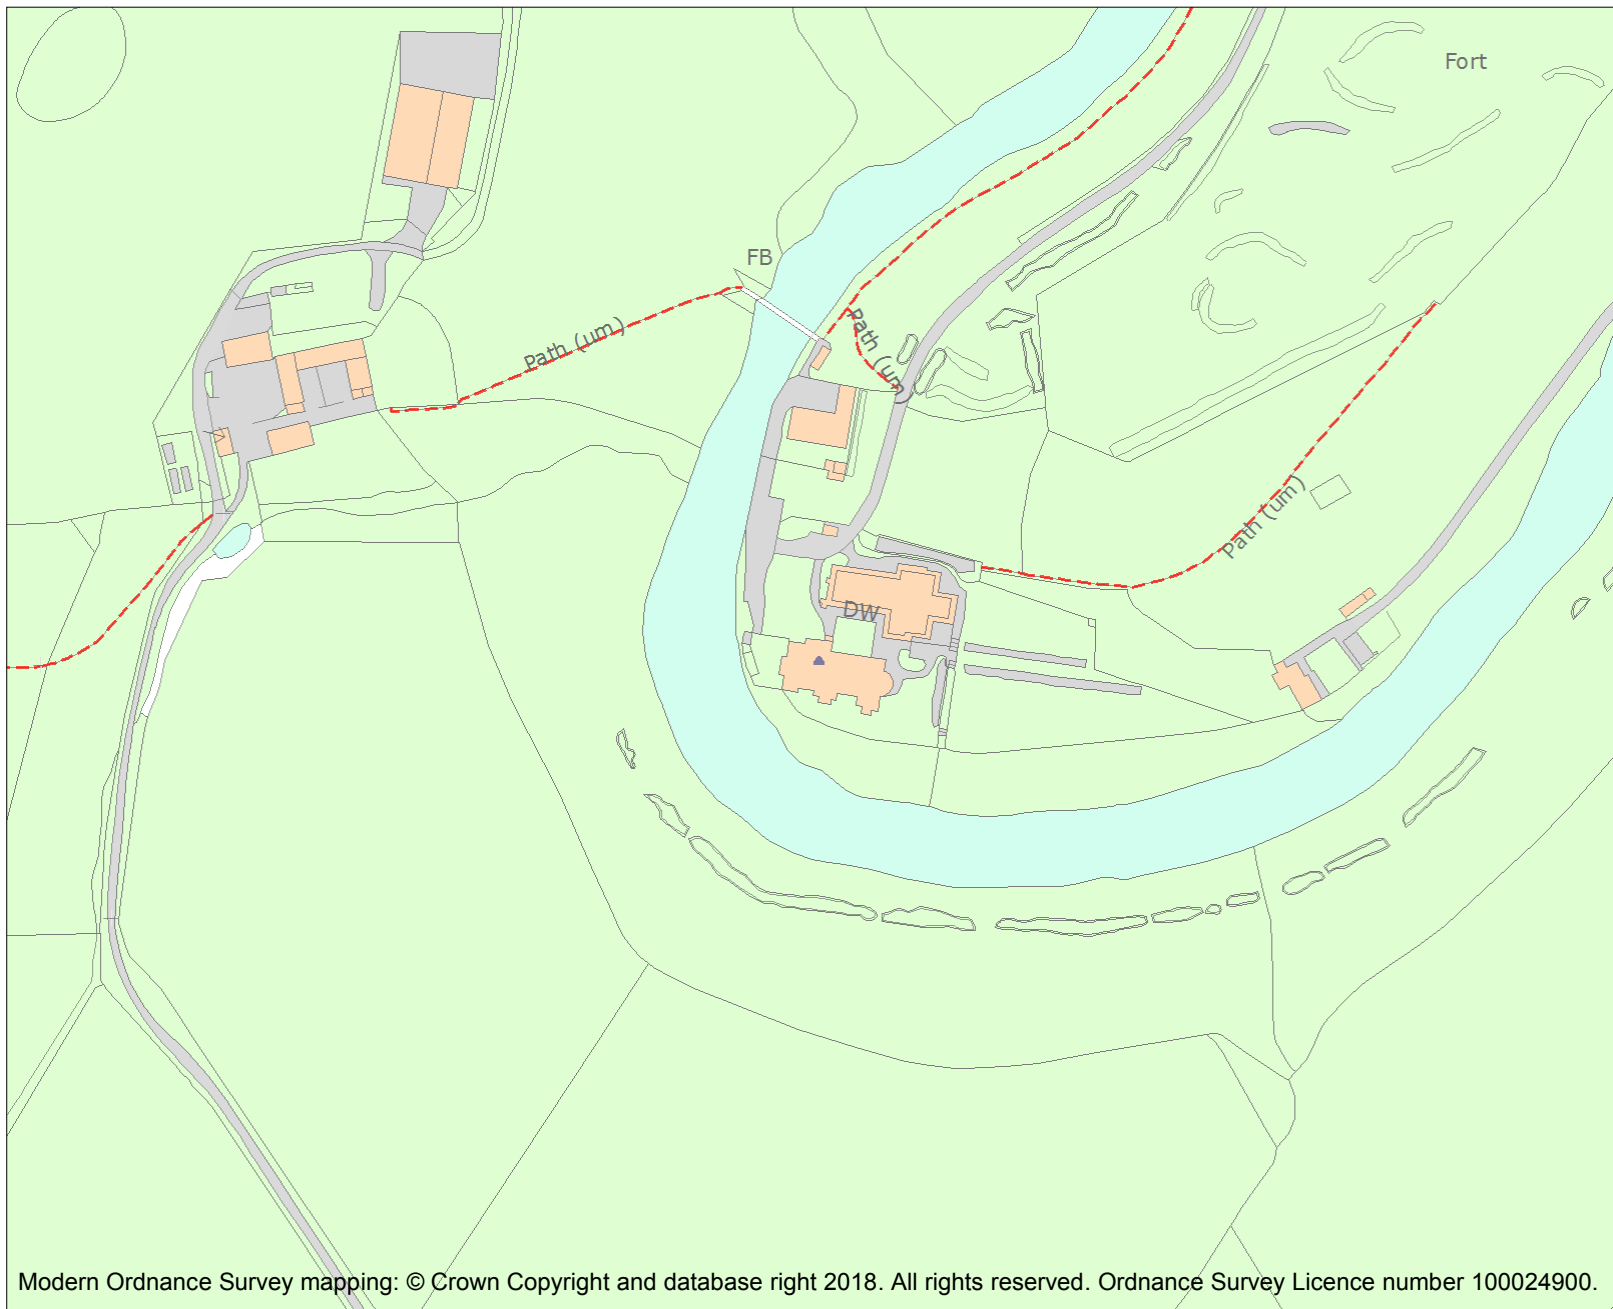 Fort
FB
Path (um)
Path (um)
Path (um)
DW
Modern Ordnance Survey mapping: © Crown Copyright and database right 2018. All rights reserved. Ordnance Survey Licence number 100024900.